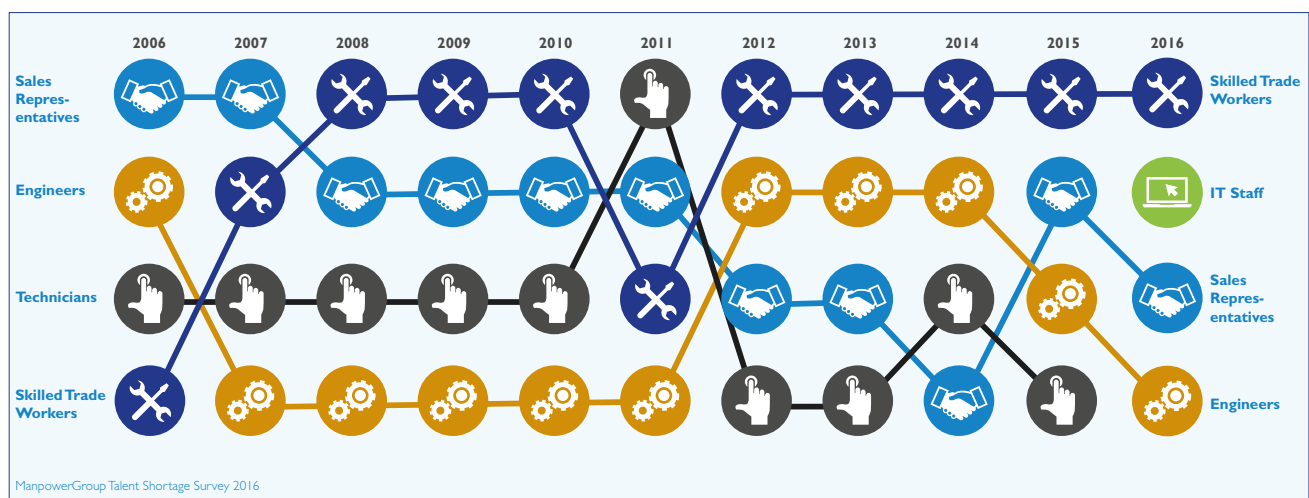 2006 2007 2008 2009 2010 2011 2012 2013 2014 2015 2016
Sales
Repres-
entatives
Engineers
Technicians
Skilled Trade
Workers
Skilled Trade
Workers
IT Staff
Sales
Repres-
entatives
Engineers
ManpowerGroup Talent Shortage Survey 2016